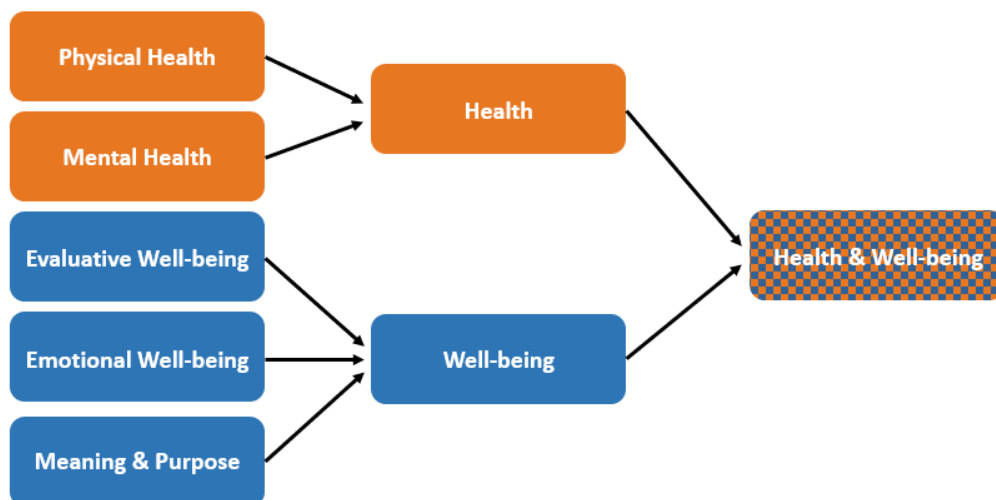 Physical Health
Mental Health
Evaluative Well-being
Emotional Well-being
Meaning & Purpose
Health
Well-being
Health & Well-being